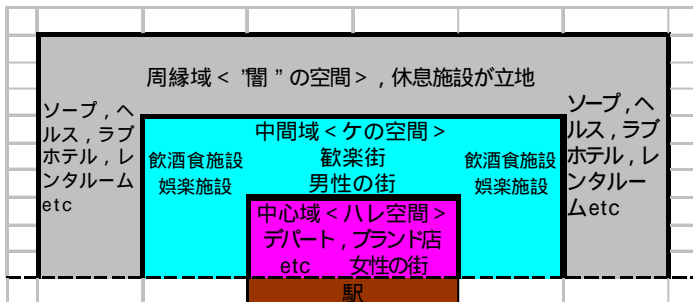 周縁域＜ ”闇 ”の空間＞ , 休息施設が立地
ソープ , ヘ
ルス , ラブ
ホテル , レ
ンタルーム
etc
中間域＜ケの空間＞
歓楽街
男性の街
飲酒食施設
娯楽施設
飲酒食施設
娯楽施設
ソープ , ヘ
ルス , ラブ
ホテル , レ
ンタルー
ムetc
中心域＜ハレ空間＞
デパート , ブランド店
etc 女性の街
駅